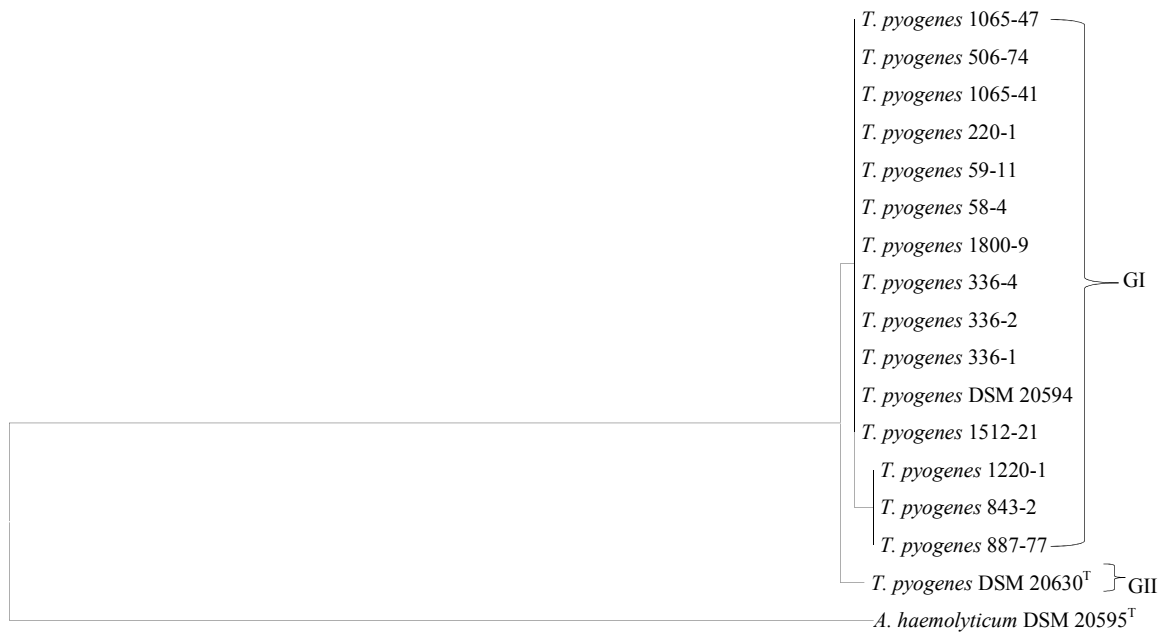 T. pyogenes 1065-47
T. pyogenes 506-74
T. pyogenes 1065-41
T. pyogenes 220-1
T. pyogenes 59-11
T. pyogenes 58-4
T. pyogenes 1800-9
T. pyogenes 336-4
GI
T. pyogenes 336-2
T. pyogenes 336-1
T. pyogenes DSM 20594
T. pyogenes 1512-21
T. pyogenes 1220-1
T. pyogenes 843-2
T. pyogenes 887-77
T. pyogenes DSM 20630ᵀ
GII
A. haemolyticum DSM 20595ᵀ